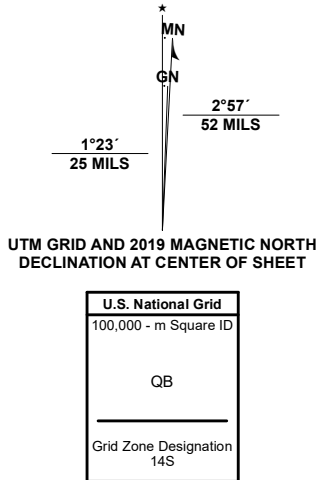 ★
MN
GN
2°57´
52 MILS
1°23´
25 MILS
UTM GRID AND 2019 MAGNETIC NORTH
DECLINATION AT CENTER OF SHEET
U.S. National Grid
100,000 - m Square ID
QB
Grid Zone Designation
14S